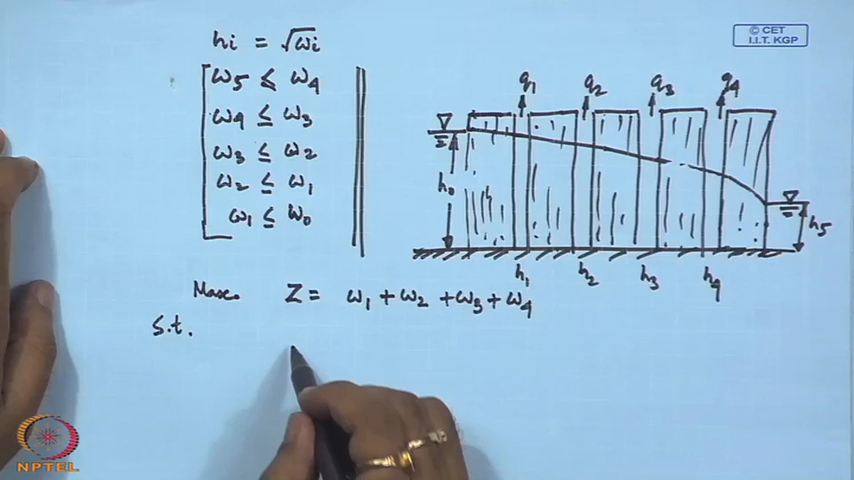 hi = √ωi
ω5 ≤ ω4
ω4 ≤ ω3
ω3 ≤ ω2
ω2 ≤ ω1
ω1 ≤ ω0
© CET
I.I.T. KGP
q1 q2 q3 q4
h0
h5
h1 h2 h3 h4
Max. Z = ω1 + ω2 + ω3 + ω4
S.t.
NPTEL